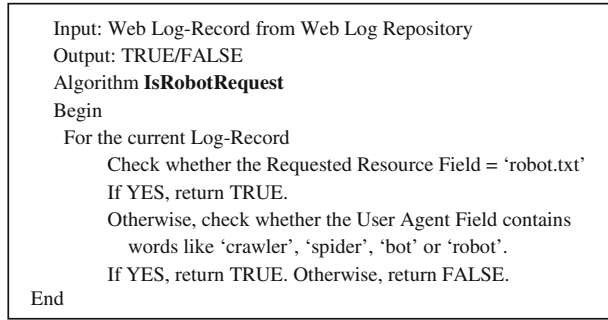 Input: Web Log-Record from Web Log Repository
Output: TRUE/FALSE
Algorithm IsRobotRequest
Begin
For the current Log-Record
Check whether the Requested Resource Field = ‘robot.txt’
If YES, return TRUE.
Otherwise, check whether the User Agent Field contains
words like ‘crawler’, ‘spider’, ‘bot’ or ‘robot’.
If YES, return TRUE. Otherwise, return FALSE.
End